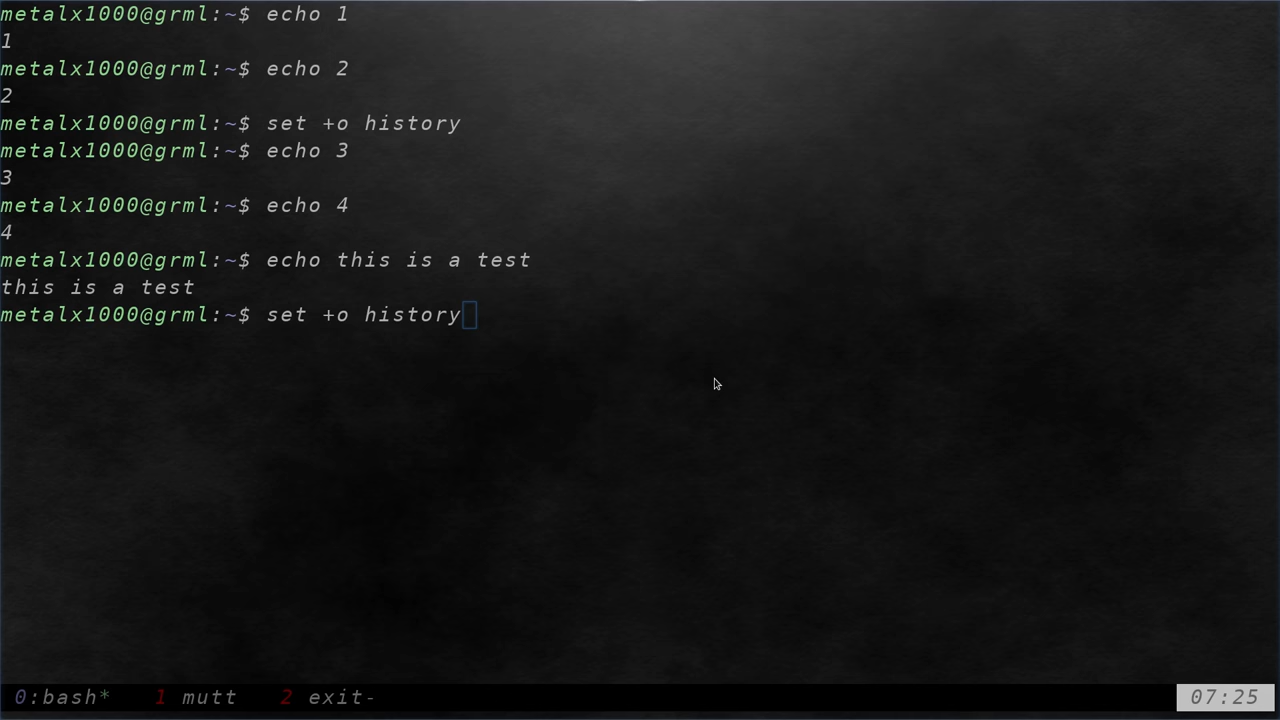 metalx1000@grml:~$ echo 1
1
metalx1000@grml:~$ echo 2
2
metalx1000@grml:~$ set +o history
metalx1000@grml:~$ echo 3
3
metalx1000@grml:~$ echo 4
4
metalx1000@grml:~$ echo this is a test
this is a test
metalx1000@grml:~$ set +o history
0:bash* 1 mutt 2 exit- 07:25